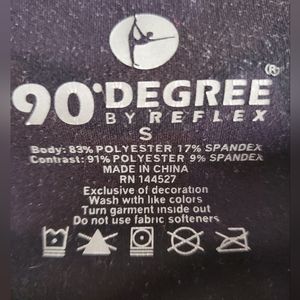 90°DEGREE®
BY REFLEX
S
Body: 83% POLYESTER 17% SPANDEX
Contrast: 91% POLYESTER 9% SPANDEX
MADE IN CHINA
RN 144527
Exclusive of decoration
Wash with like colors
Turn garment inside out
Do not use fabric softeners